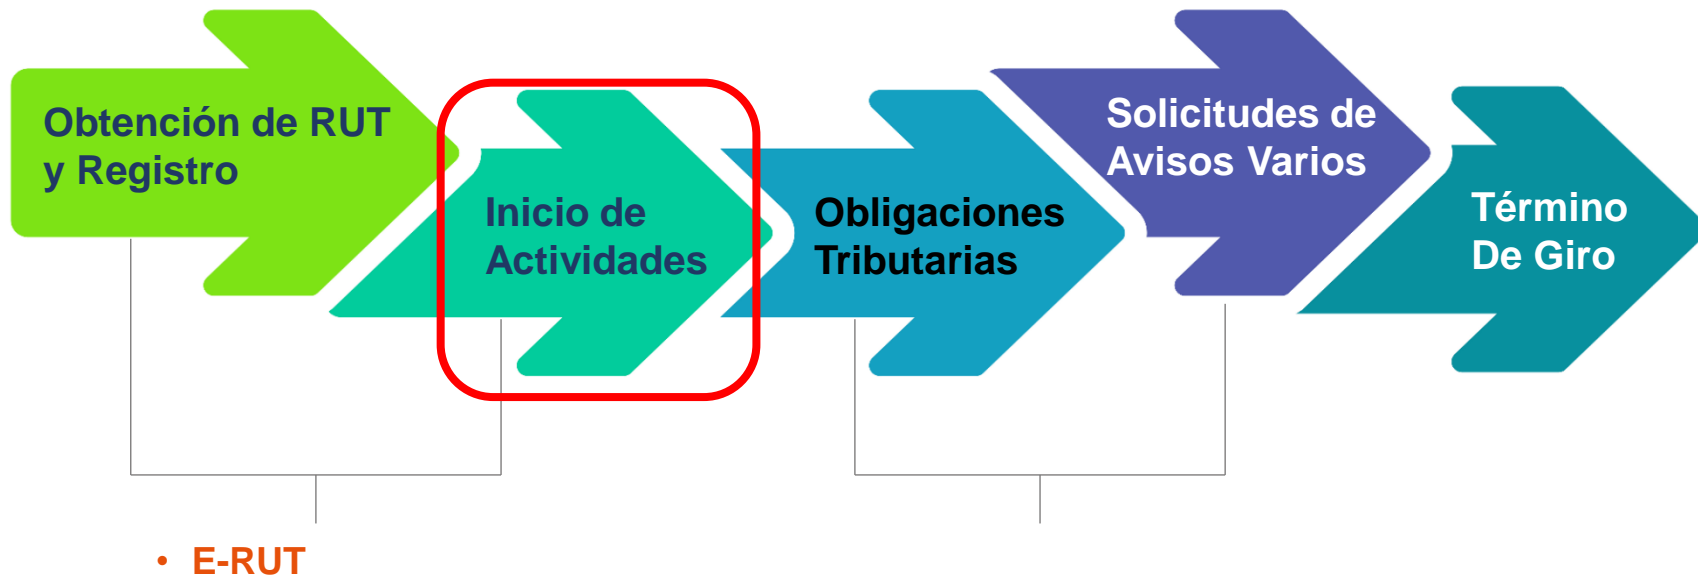 Obtención de RUT
y Registro
Inicio de
Actividades
Obligaciones
Tributarias
Solicitudes de
Avisos Varios
Término
De Giro
• E-RUT